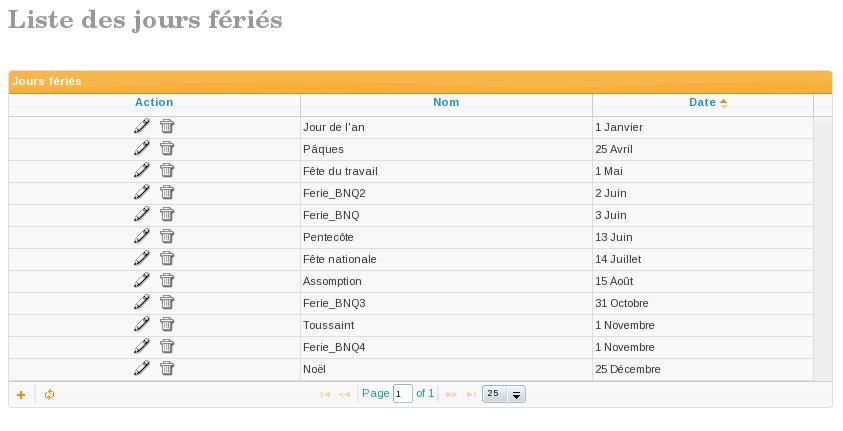 Liste des jours fériés
Jours fériés
Action Nom Date
Jour de l'an 1 Janvier
Pâques 25 Avril
Fête du travail 1 Mai
Ferie_BNQ2 2 Juin
Ferie_BNQ 3 Juin
Pentecôte 13 Juin
Fête nationale 14 Juillet
Assomption 15 Août
Ferie_BNQ3 31 Octobre
Toussaint 1 Novembre
Ferie_BNQ4 1 Novembre
Noël 25 Décembre
Page 1 of 1 25